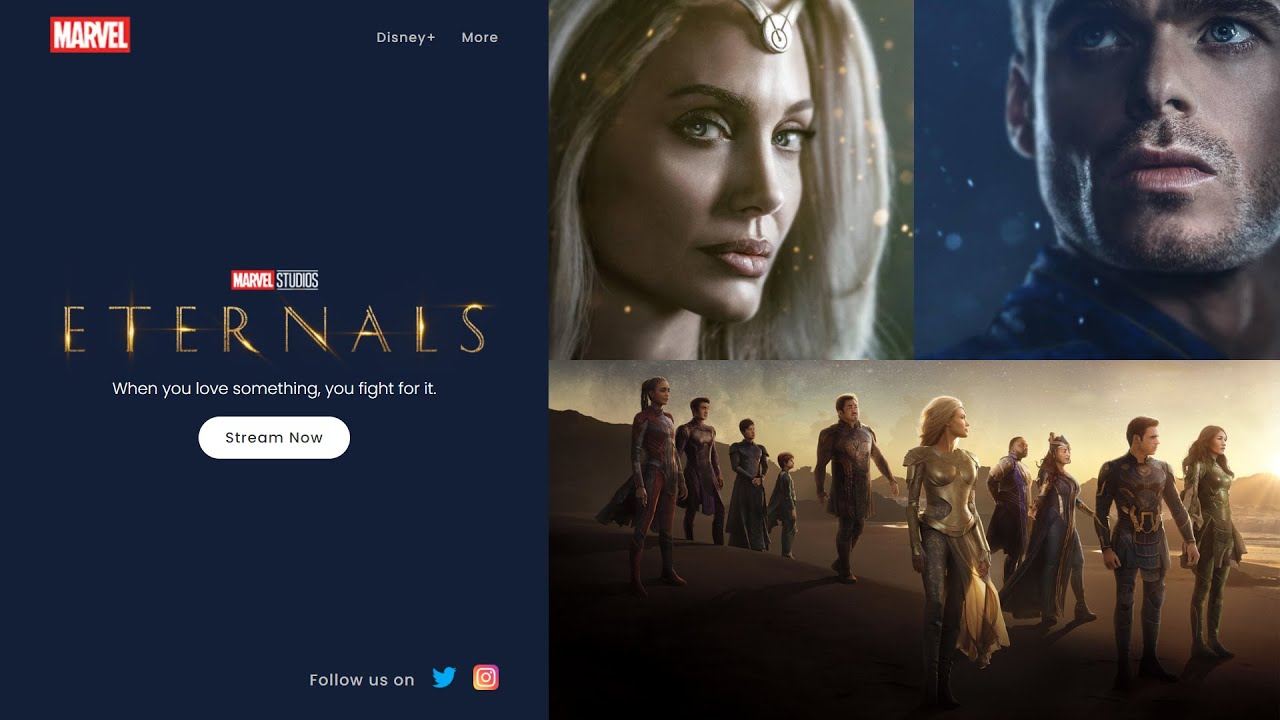 MARVEL
Disney+ More
MARVEL STUDIOS
ETERNALS
When you love something, you fight for it.
Stream Now
Follow us on